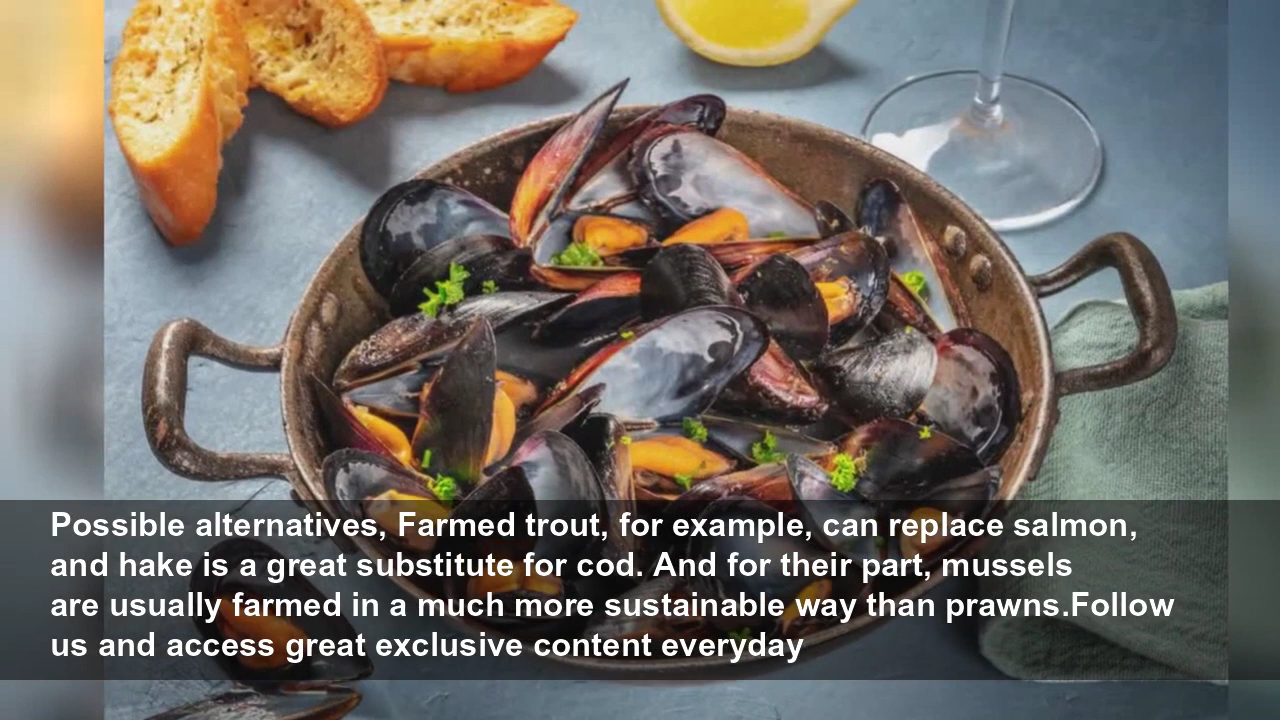 Possible alternatives, Farmed trout, for example, can replace salmon,
and hake is a great substitute for cod. And for their part, mussels
are usually farmed in a much more sustainable way than prawns.Follow
us and access great exclusive content everyday